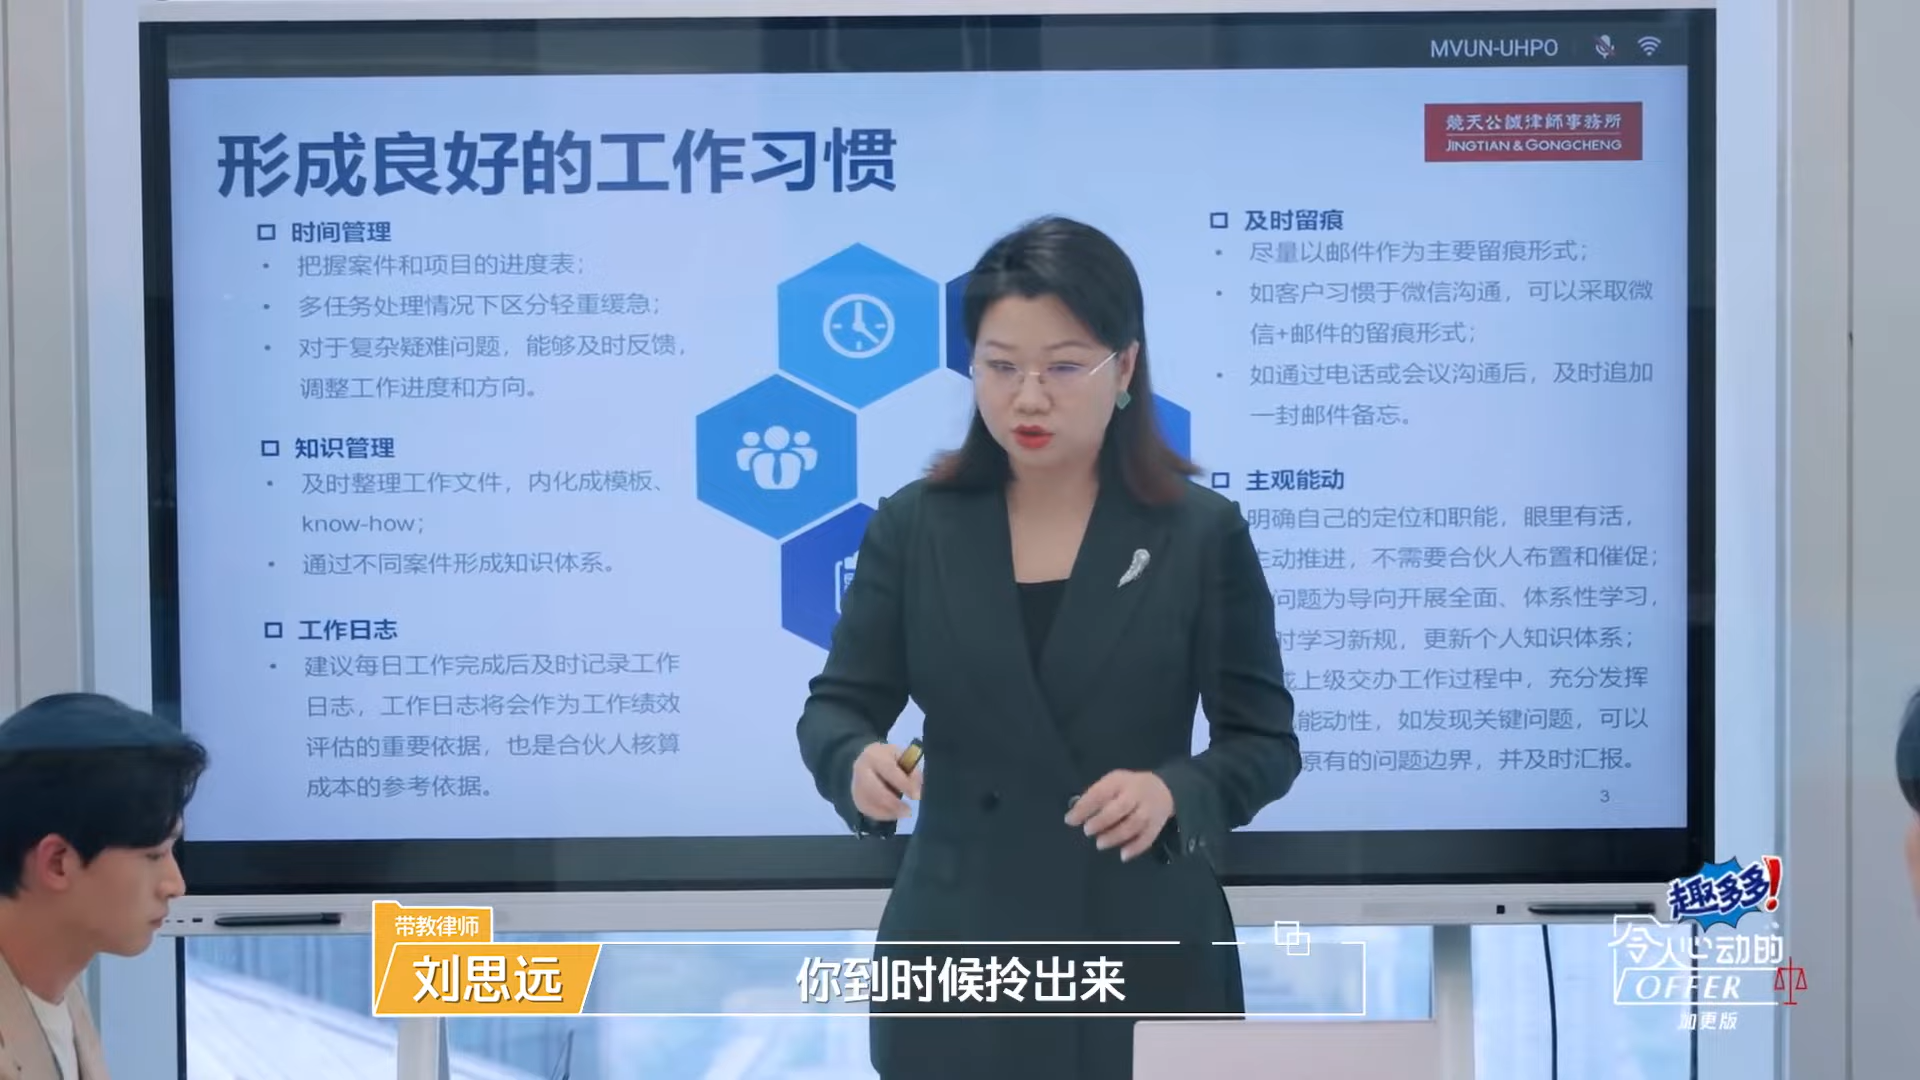 MVUN-UHPO
競天公誠律師事務所
JINGTIAN & GONGCHENG
形成良好的工作习惯
时间管理
• 把握案件和项目的进度表；
• 多任务处理情况下区分轻重缓急；
• 对于复杂疑难问题，能够及时反馈，
调整工作进度和方向。
知识管理
• 及时整理工作文件，内化成模板、
know-how；
• 通过不同案件形成知识体系。
工作日志
• 建议每日工作完成后及时记录工作
日志，工作日志将会作为工作绩效
评估的重要依据，也是合伙人核算
成本的参考依据。
及时留痕
• 尽量以邮件作为主要留痕形式；
• 如客户习惯于微信沟通，可以采取微
信+邮件的留痕形式；
• 如通过电话或会议沟通后，及时追加
一封邮件备忘。
主观能动
明确自己的定位和职能，眼里有活，
主动推进，不需要合伙人布置和催促；
问题为导向开展全面、体系性学习，
时学习新规，更新个人知识体系；
上级交办工作过程中，充分发挥
能动性，如发现关键问题，可以
原有的问题边界，并及时汇报。
3
带教律师
刘思远
你到时候拎出来
趣多多！
令人心动的
OFFER
加更版